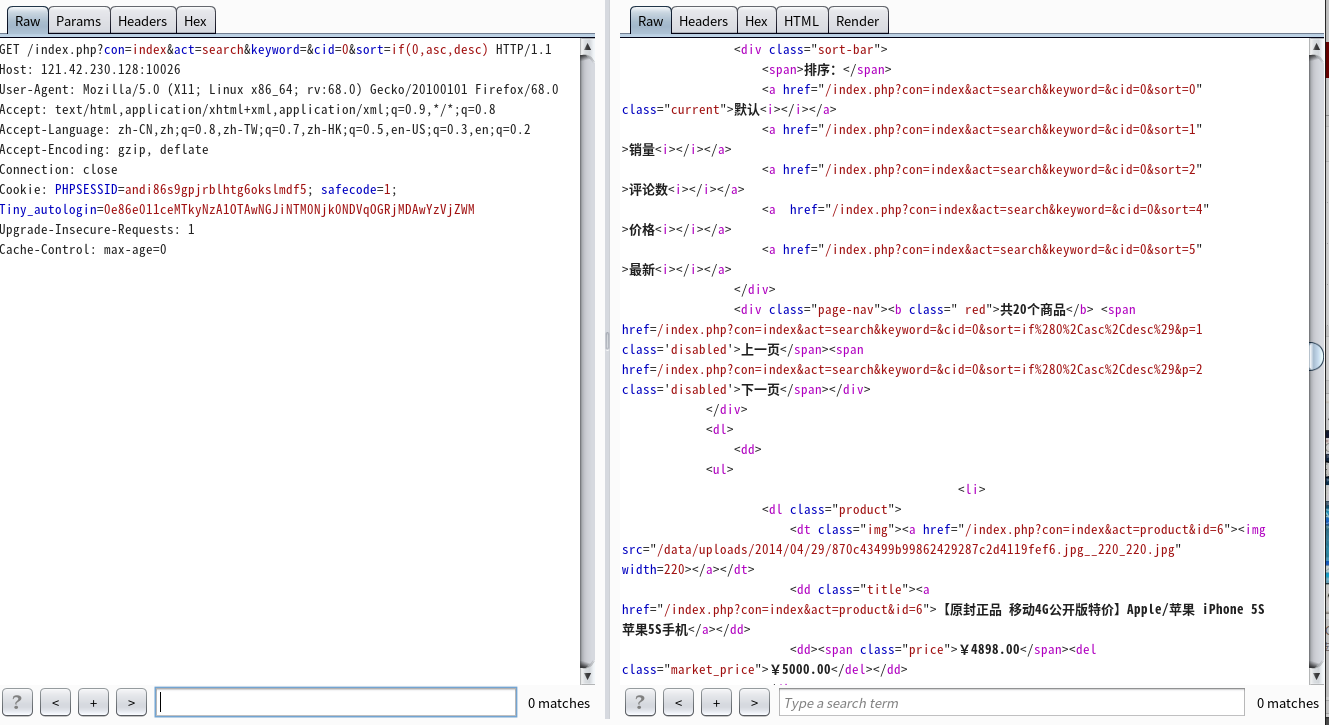 Raw Params Headers Hex
GET /index.php?con=index&act=search&keyword=&cid=0&sort=if(0,asc,desc) HTTP/1.1
Host: 121.42.230.128:10026
User-Agent: Mozilla/5.0 (X11; Linux x86_64; rv:68.0) Gecko/20100101 Firefox/68.0
Accept: text/html,application/xhtml+xml,application/xml;q=0.9,*/*;q=0.8
Accept-Language: zh-CN,zh;q=0.8,zh-TW;q=0.7,zh-HK;q=0.5,en-US;q=0.3,en;q=0.2
Accept-Encoding: gzip, deflate
Connection: close
Cookie: PHPSESSID=andi86s9gpjrblhtg6okslmdf5; safecode=1;
Tiny_autologin=0e86e011ceMTkyNzA1OTAwNGJiNTM0Njk0NDVqOGRjMDAwYzVjZWM
Upgrade-Insecure-Requests: 1
Cache-Control: max-age=0
? < + > 0 matches
Raw Headers Hex HTML Render
<div class="sort-bar">
<span>排序：</span>
<a href="/index.php?con=index&act=search&keyword=&cid=0&sort=0"
class="current">默认<i></i></a>
<a href="/index.php?con=index&act=search&keyword=&cid=0&sort=1"
>销量<i></i></a>
<a href="/index.php?con=index&act=search&keyword=&cid=0&sort=2"
>评论数<i></i></a>
<a  href="/index.php?con=index&act=search&keyword=&cid=0&sort=4"
>价格<i></i></a>
<a href="/index.php?con=index&act=search&keyword=&cid=0&sort=5"
>最新<i></i></a>
</div>
<div class="page-nav"><b class=" red">共20个商品</b> <span
href=/index.php?con=index&act=search&keyword=&cid=0&sort=if%280%2Casc%2Cdesc%29&p=1
class='disabled'>上一页</span><span
href=/index.php?con=index&act=search&keyword=&cid=0&sort=if%280%2Casc%2Cdesc%29&p=2
class='disabled'>下一页</span></div>
</div>
<dl>
<dd>
<ul>
<li>
<dl class="product">
<dt class="img"><a href="/index.php?con=index&act=product&id=6"><img
src="/data/uploads/2014/04/29/870c43499b99862429287c2d4119fef6.jpg__220_220.jpg"
width=220></a></dt>
<dd class="title"><a
href="/index.php?con=index&act=product&id=6">【原封正品 移动4G公开版特价】Apple/苹果 iPhone 5S
苹果5S手机</a></dd>
<dd><span class="price">￥4898.00</span><del
class="market_price">￥5000.00</del></dd>
? < + > Type a search term 0 matches